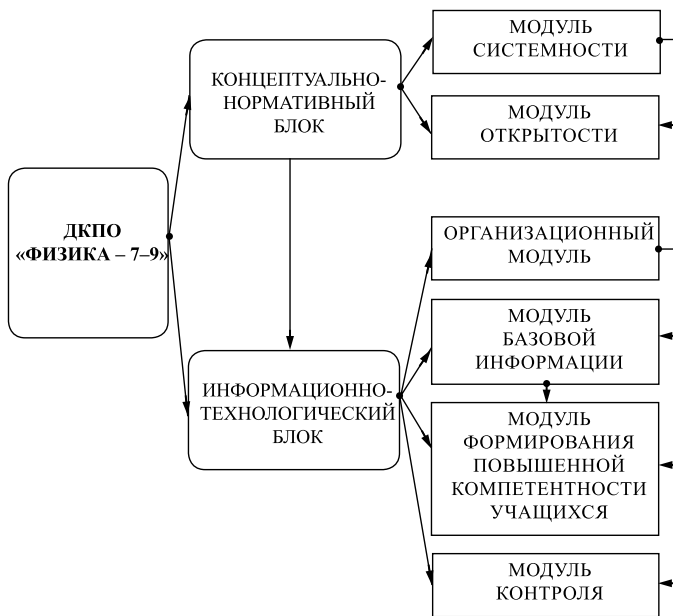 МОДУЛЬ
СИСТЕМНОСТИ
КОНЦЕПТУАЛЬНО-
НОРМАТИВНЫЙ
БЛОК
МОДУЛЬ
ОТКРЫТОСТИ
ДКПО
«ФИЗИКА – 7–9»
ОРГАНИЗАЦИОННЫЙ
МОДУЛЬ
МОДУЛЬ
БАЗОВОЙ
ИНФОРМАЦИИ
ИНФОРМАЦИОННО-
ТЕХНОЛОГИЧЕСКИЙ
БЛОК
МОДУЛЬ
ФОРМИРОВАНИЯ
ПОВЫШЕННОЙ
КОМПЕТЕНТНОСТИ
УЧАЩИХСЯ
МОДУЛЬ
КОНТРОЛЯ